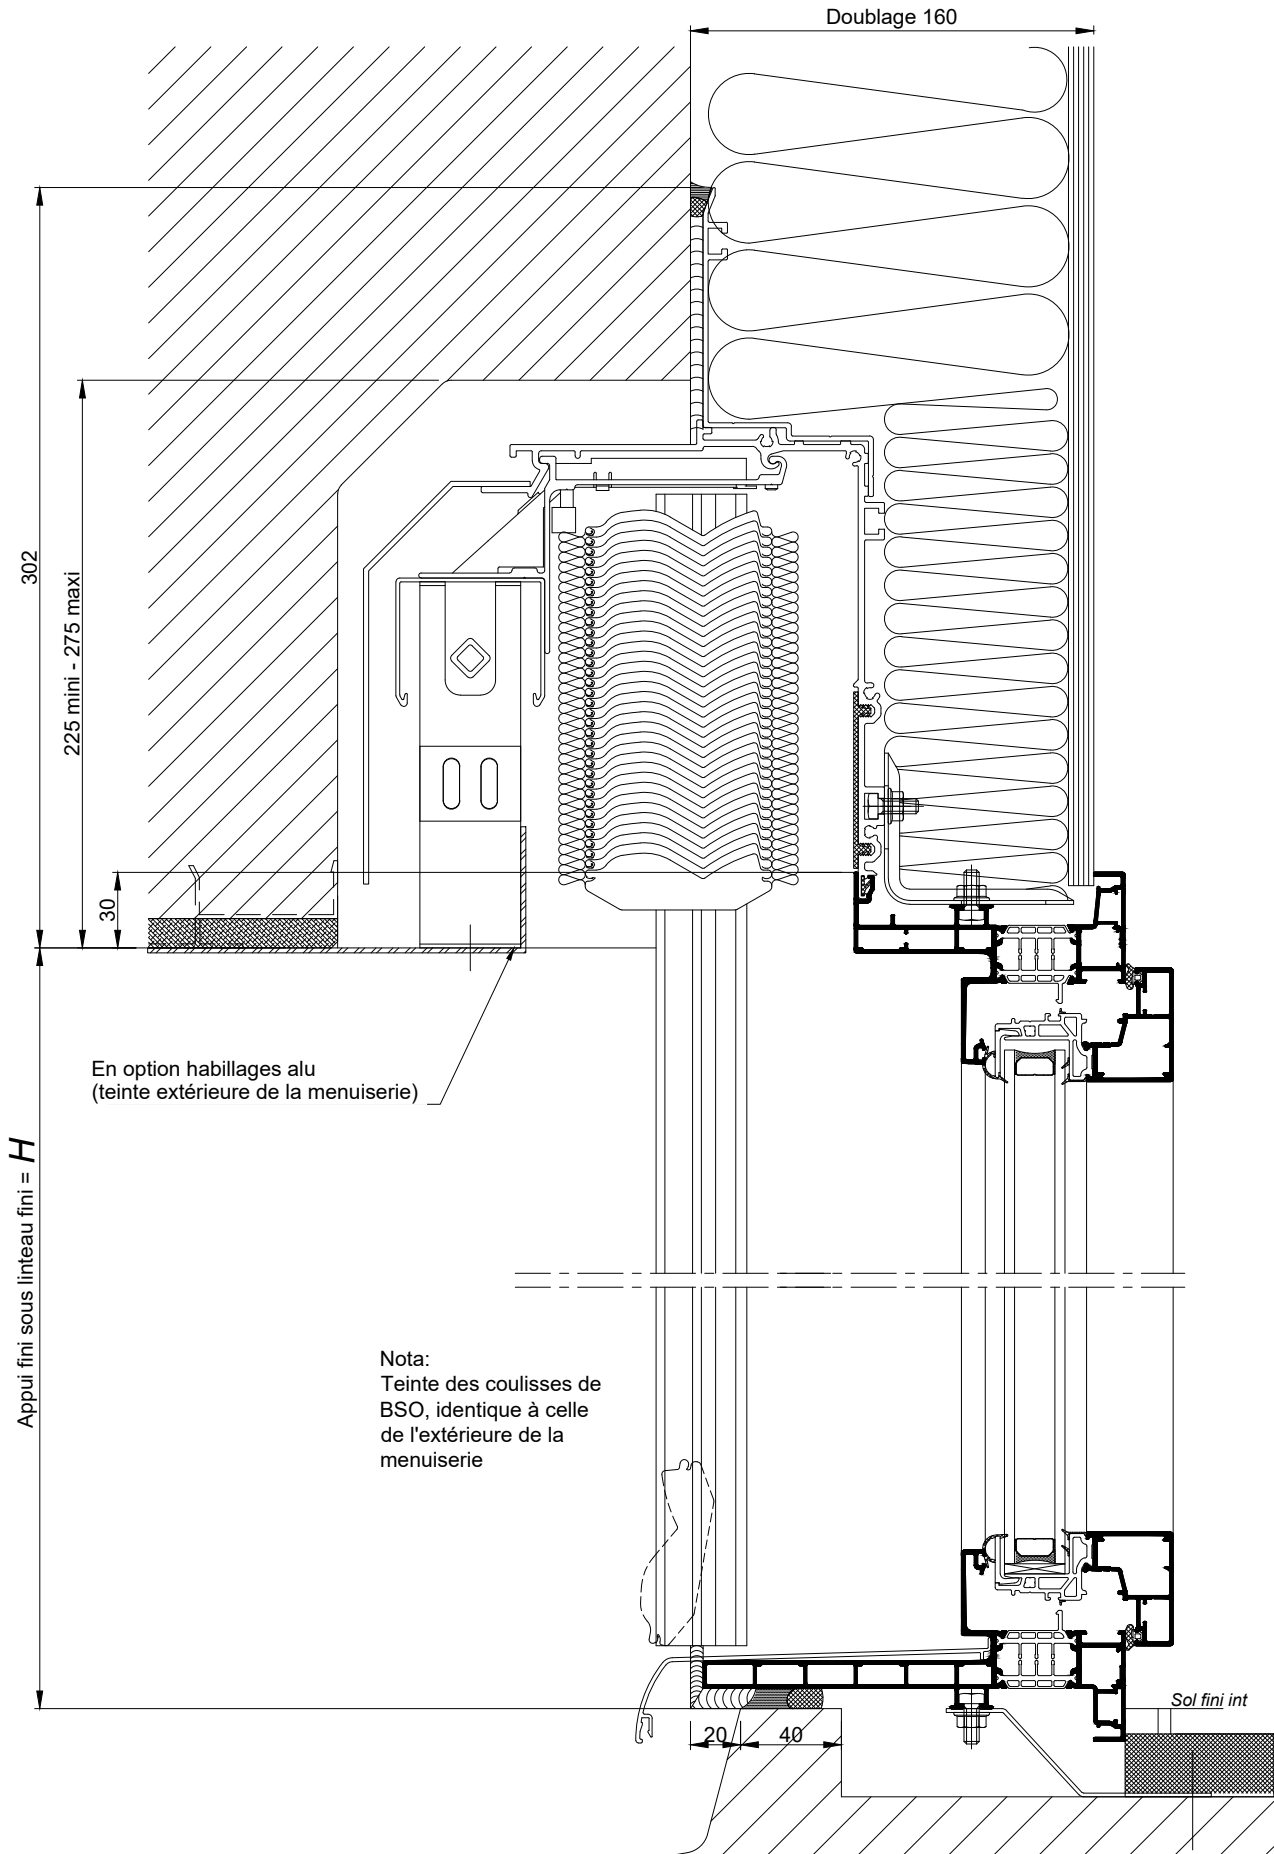 Doublage 160
302
225 mini - 275 maxi
30
En option habillages alu
(teinte extérieure de la menuiserie)
Appui fini sous linteau fini = H
Nota:
Teinte des coulisses de
BSO, identique à celle
de l'extérieure de la
menuiserie
Sol fini int
20
40